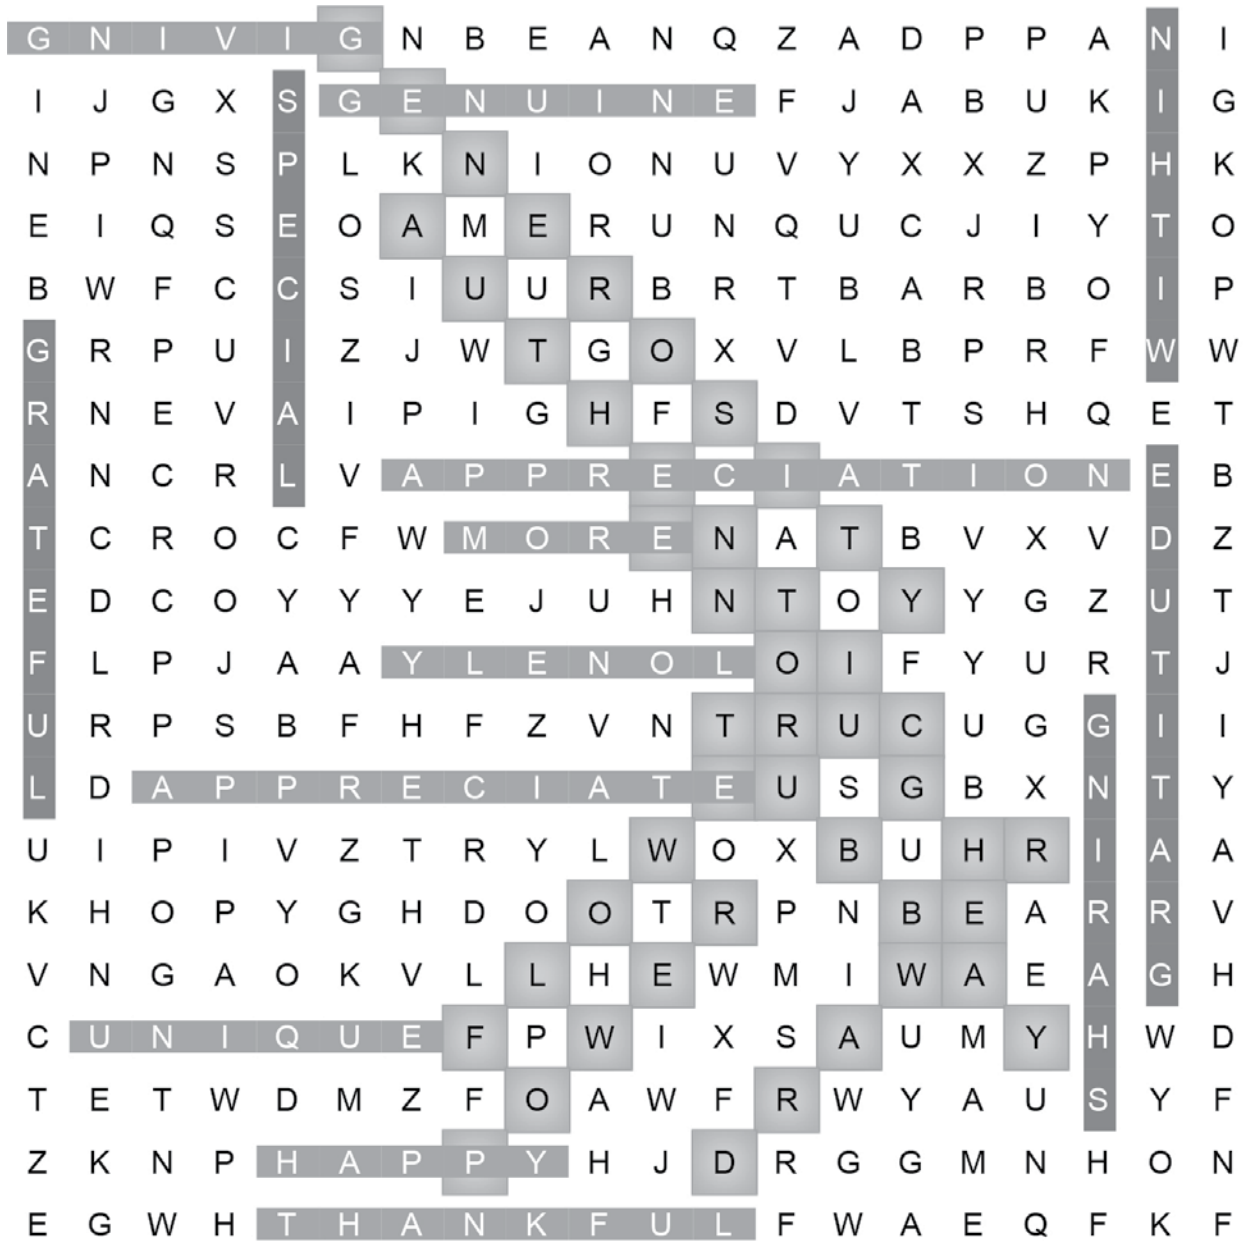 G N I V I G N B E A N Q Z A D P P A N I
I J G X S G E N U I N E F J A B U K I G
N P N S P L K N I O N U V Y X X Z P H K
E I Q S E O A M E R U N Q U C J I Y T O
B W F C C S I U U R B R T B A R B O I P
G R P U I Z J W T G O X V L B P R F W W
R N E V A I P I G H F S D V T S H Q E T
A N C R L V A P P R E C I A T I O N E B
T C R O C F W M O R E N A T B V X V D Z
E D C O Y Y Y E J U H N T O Y Y G Z U T
F L P J A A Y L E N O L O I F Y U R T J
U R P S B F H F Z V N T R U C U G G I I
L D A P P R E C I A T E U S G B X N T Y
U I P I V Z T R Y L W O X B U H R I A A
K H O P Y G H D O O T R P N B E A R R V
V N G A O K V L L H E W M I W A E A G H
C U N I Q U E F P W I X S A U M Y H W D
T E T W D M Z F O A W F R W Y A U S Y F
Z K N P H A P P Y H J D R G G M N H O N
E G W H T H A N K F U L F W A E Q F K F